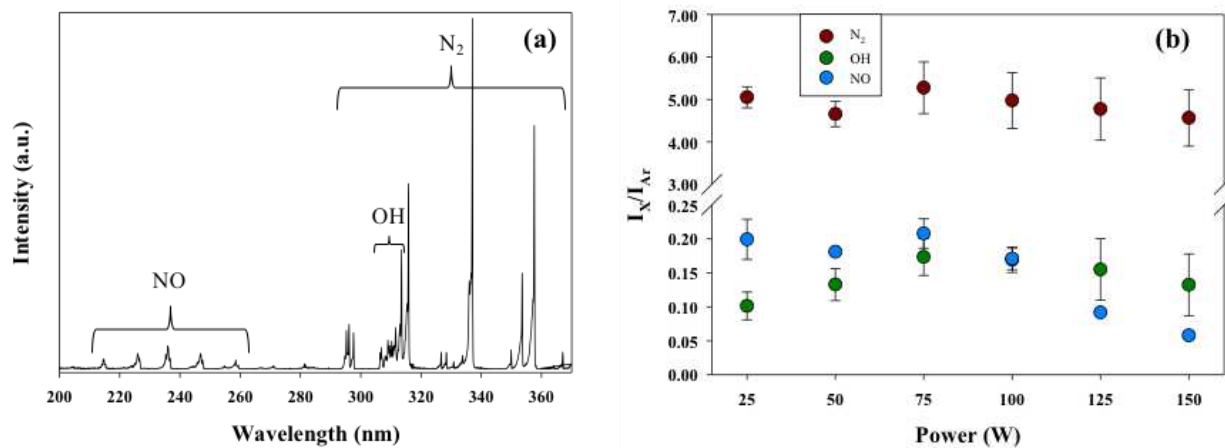 (a)
N₂
OH
NO
Intensity (a.u.)
200 220 240 260 280 300 320 340 360
Wavelength (nm)
(b)
N₂
OH
NO
7.00
6.00
5.00
4.00
3.00
0.25
0.20
0.15
0.10
0.05
0.00
I_X/I_Ar
25 50 75 100 125 150
Power (W)